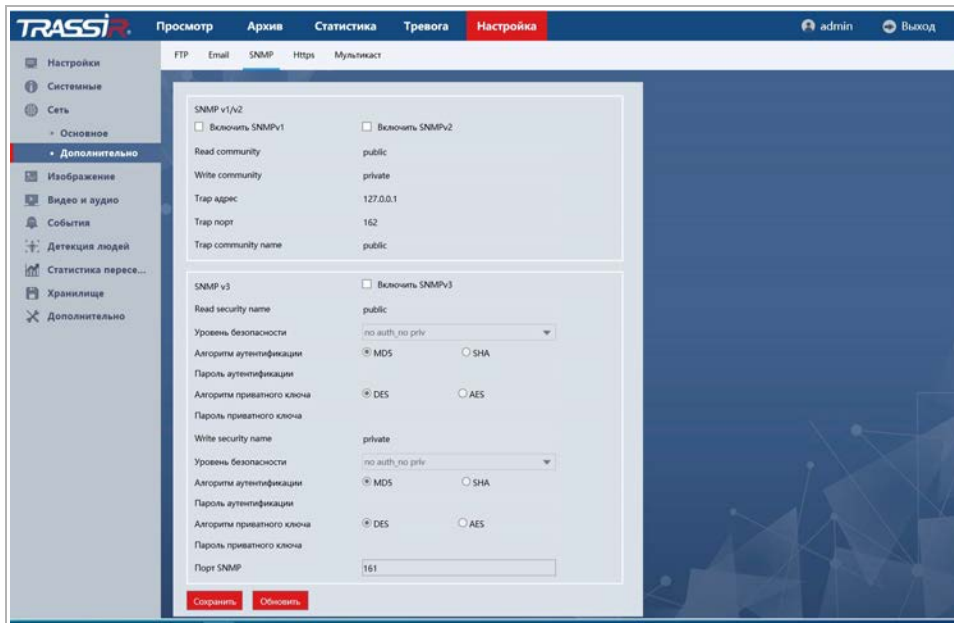 TRASSIR
Просмотр Архив Статистика Тревога Настройка admin Выход
FTP Email SNMP Https Мультикаст
Настройки
Системные
Сеть
Основное
Дополнительно
Изображение
Видео и аудио
События
Детекция людей
Статистика пересе...
Хранилище
Дополнительно
SNMP v1/v2
Включить SNMPv1 Включить SNMPv2
Read community public
Write community private
Trap адрес 127.0.0.1
Trap порт 162
Trap community name public
SNMP v3 Включить SNMPv3
Read security name public
Уровень безопасности no auth_no priv
Алгоритм аутентификации MD5 SHA
Пароль аутентификации
Алгоритм приватного ключа DES AES
Пароль приватного ключа
Write security name private
Уровень безопасности no auth_no priv
Алгоритм аутентификации MD5 SHA
Пароль аутентификации
Алгоритм приватного ключа DES AES
Пароль приватного ключа
Порт SNMP 161
Сохранить Обновить